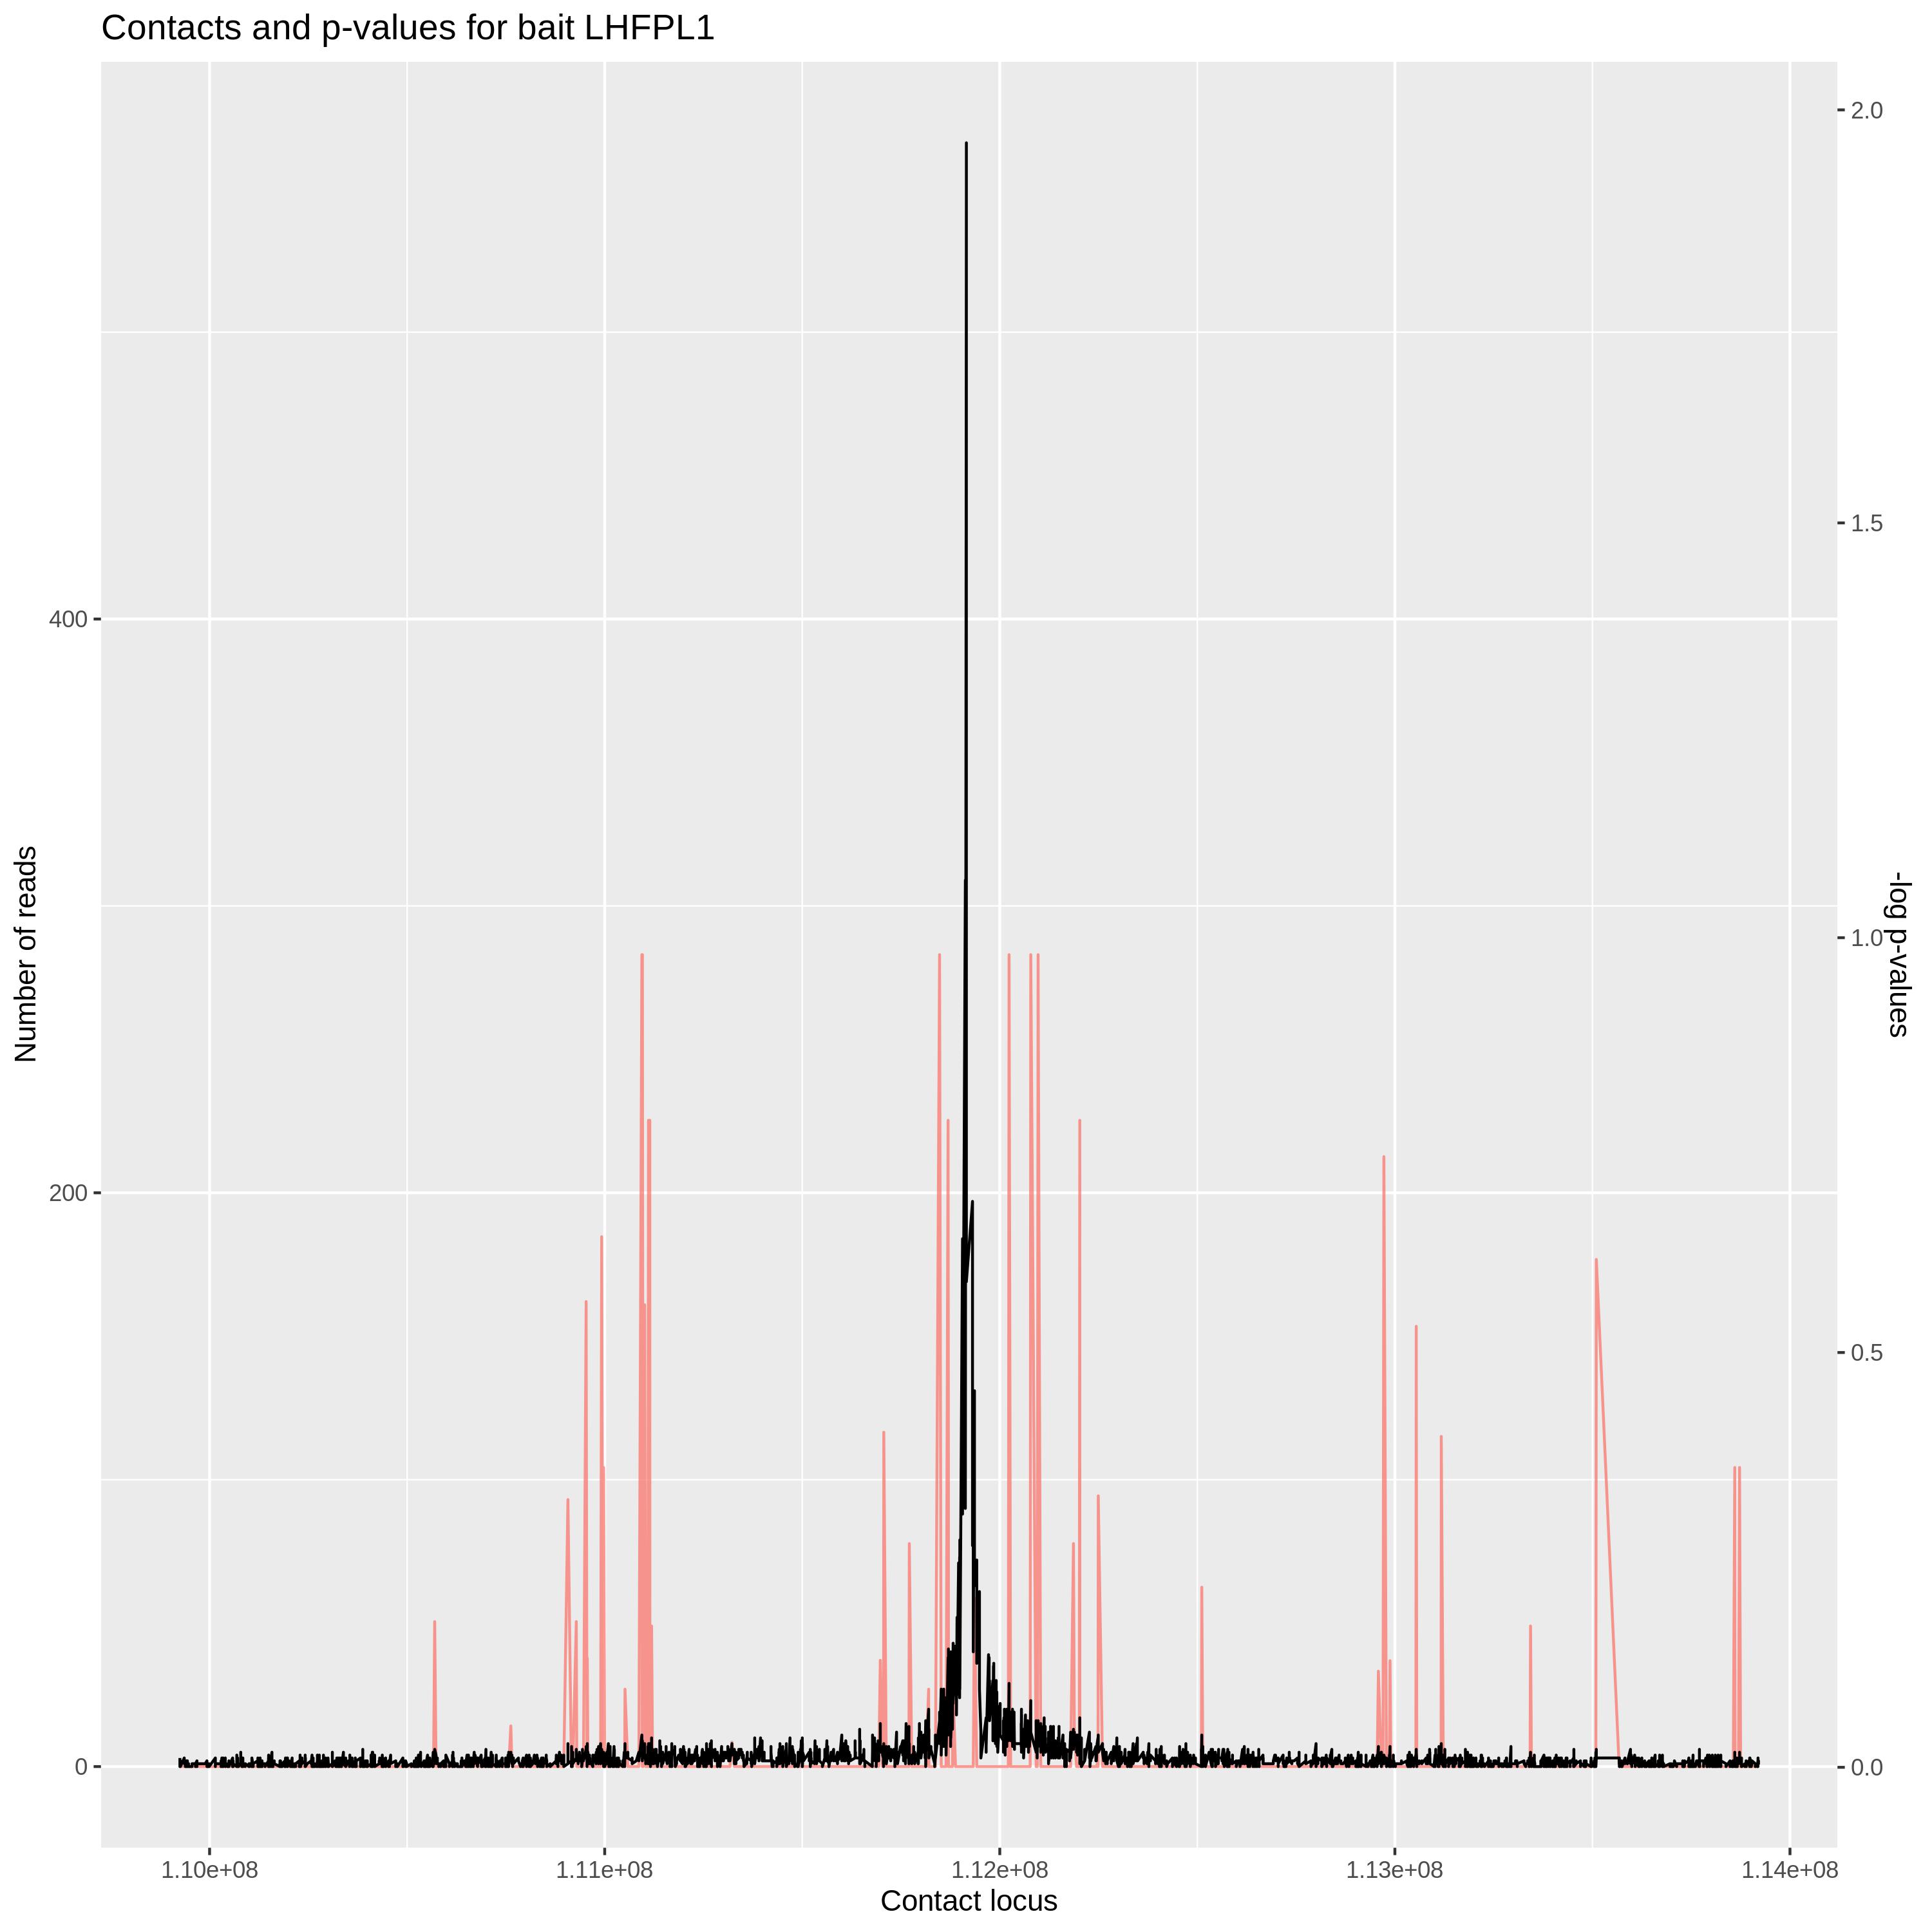 Contacts and p-values for bait LHFPL1
2.0
1.5
400
Number of reads
-log p-values
1.0
200
0.5
0
0.0
1.10e+08
1.11e+08
1.12e+08
1.13e+08
1.14e+08
Contact locus